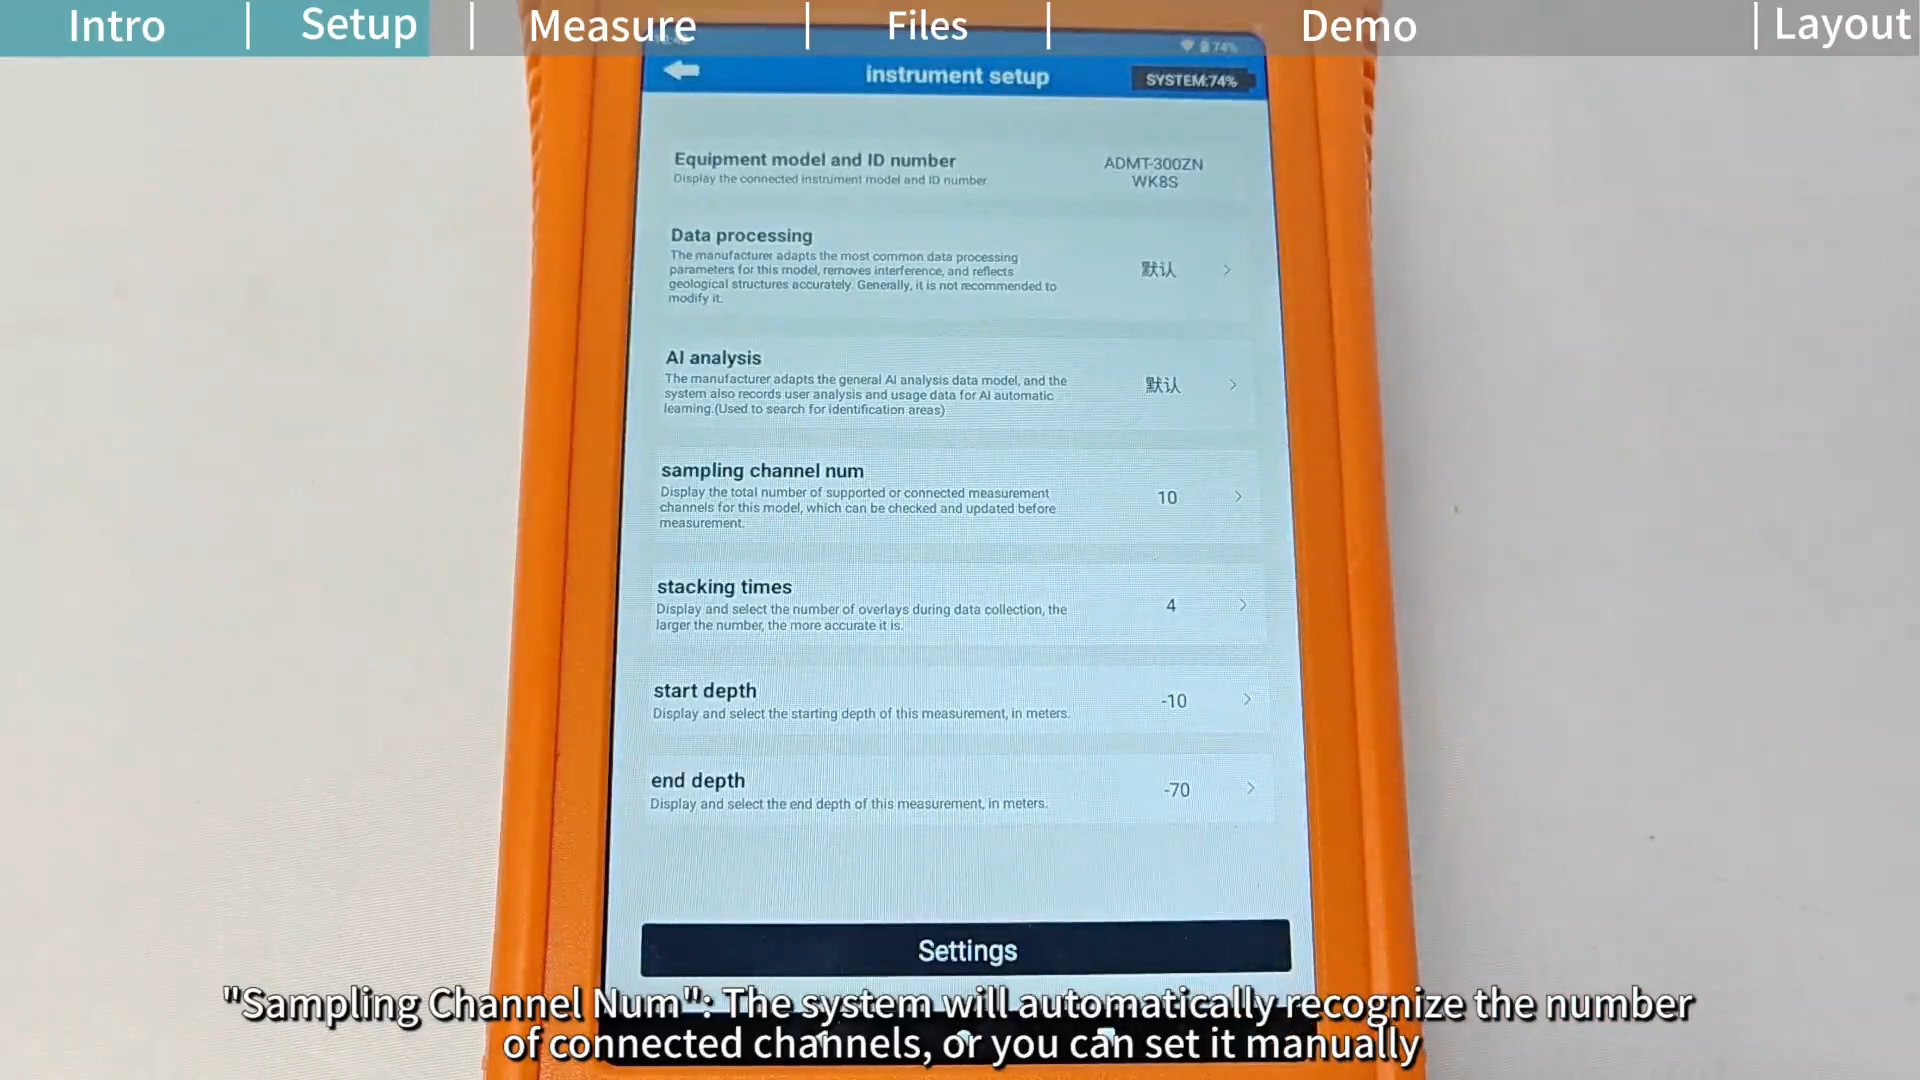 Intro | Setup | Measure | Files | Demo | Layout
74%
instrument setup
SYSTEM:74%
Equipment model and ID number
Display the connected instrument model and ID number
ADMT-300ZN
WK8S
Data processing
The manufacturer adapts the most common data processing
parameters for this model, removes interference, and reflects
geological structures accurately. Generally, it is not recommended to
modify it.
默认
AI analysis
The manufacturer adapts the general AI analysis data model, and the
system also records user analysis and usage data for AI automatic
learning.(Used to search for identification areas)
默认
sampling channel num
Display the total number of supported or connected measurement
channels for this model, which can be checked and updated before
measurement.
10
stacking times
Display and select the number of overlays during data collection, the
larger the number, the more accurate it is.
4
start depth
Display and select the starting depth of this measurement, in meters.
-10
end depth
Display and select the end depth of this measurement, in meters.
-70
Settings
"Sampling Channel Num": The system will automatically recognize the number
of connected channels, or you can set it manually